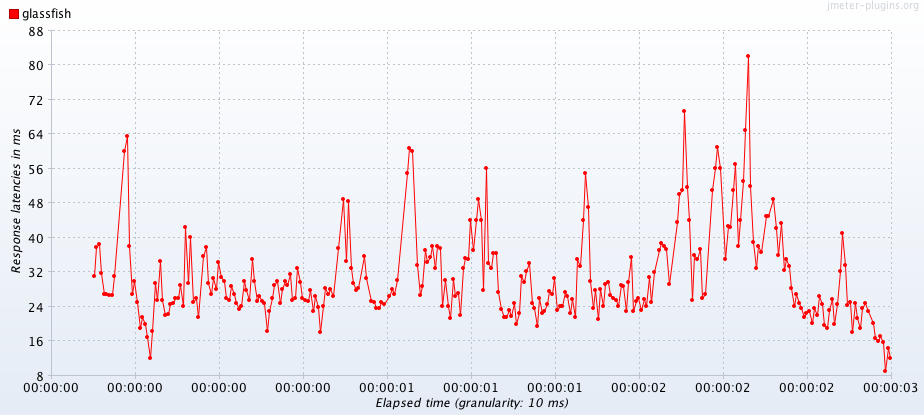 jmeter-plugins.org
glassfish
88
80
72
64
56
48
40
32
24
16
8
Response latencies in ms
00:00:00 00:00:00 00:00:00 00:00:00 00:00:01 00:00:01 00:00:01 00:00:02 00:00:02 00:00:02 00:00:03
Elapsed time (granularity: 10 ms)